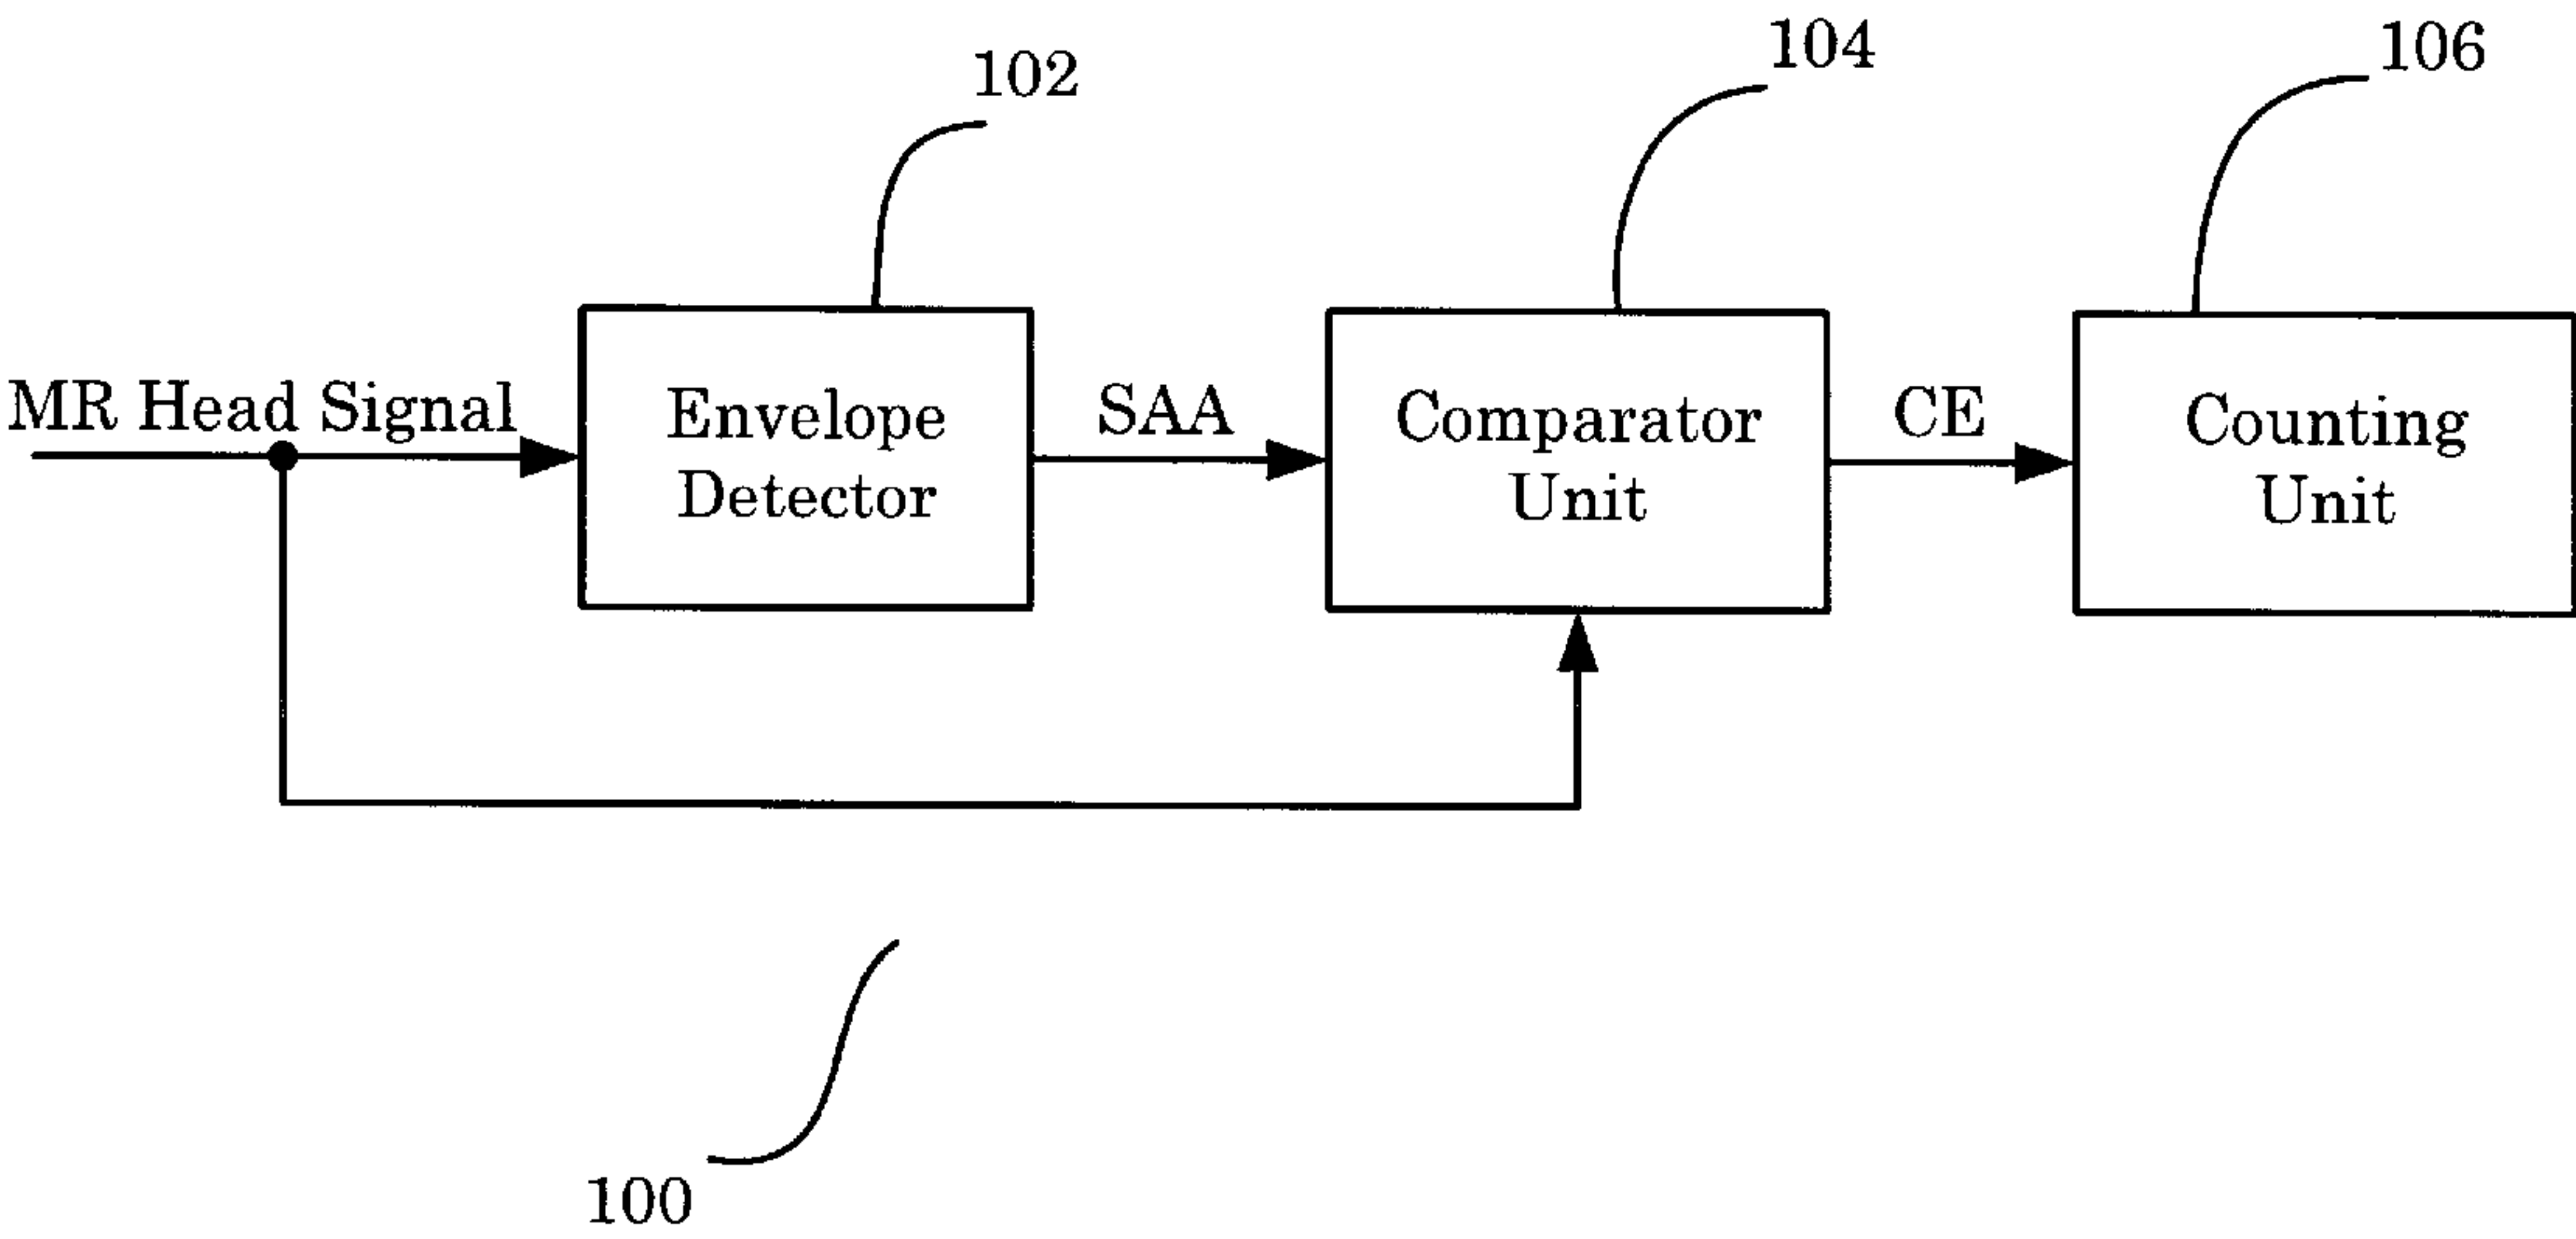 102
104
106
MR Head Signal
Envelope
Detector
SAA
Comparator
Unit
CE
Counting
Unit
100